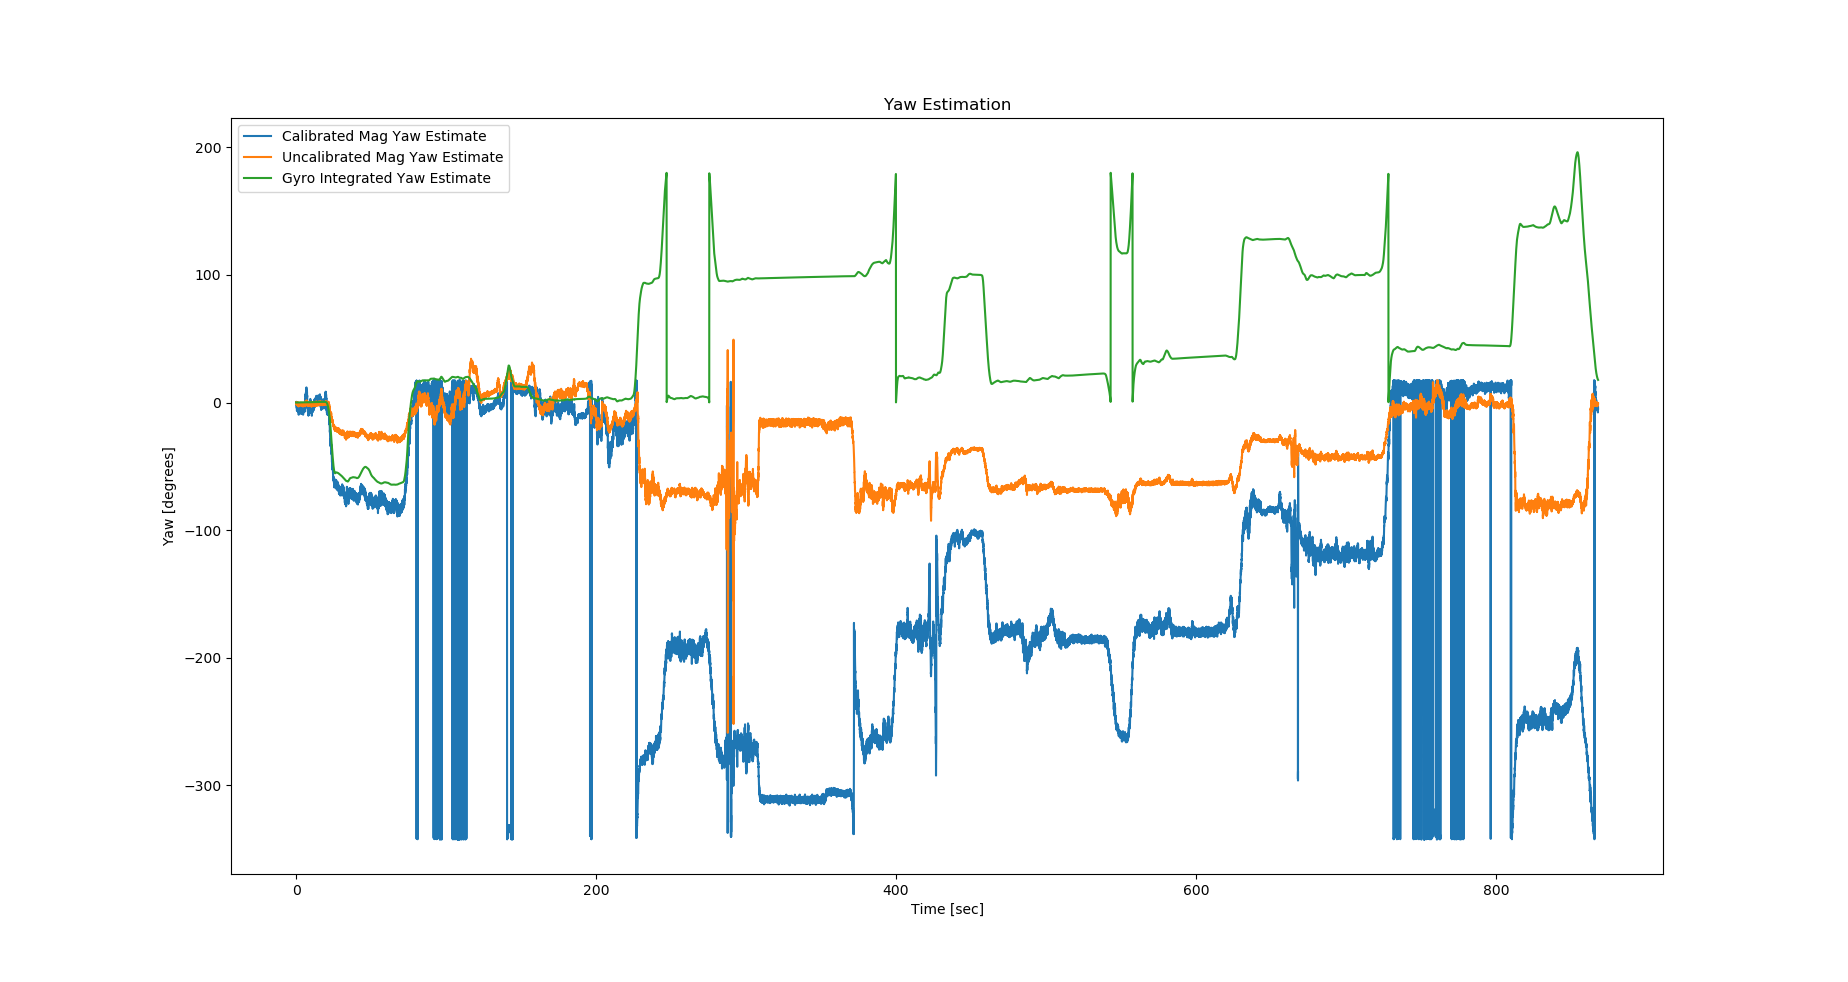 Yaw Estimation
Calibrated Mag Yaw Estimate
Uncalibrated Mag Yaw Estimate
Gyro Integrated Yaw Estimate
200
100
0
−100
−200
−300
Yaw [degrees]
0 200 400 600 800
Time [sec]